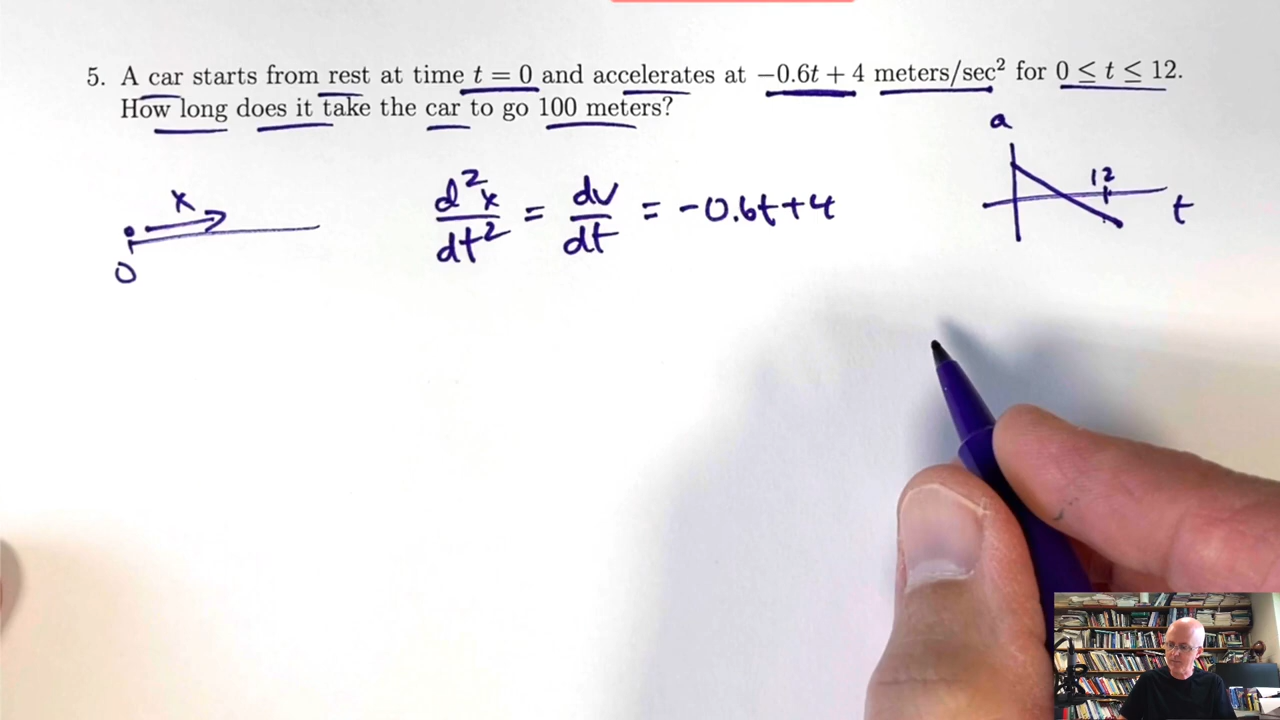 5. A car starts from rest at time t = 0 and accelerates at −0.6t + 4 meters/sec² for 0 ≤ t ≤ 12.
How long does it take the car to go 100 meters?
x
0
d²x/dt² = dv/dt = -0.6t+4
a
12
t